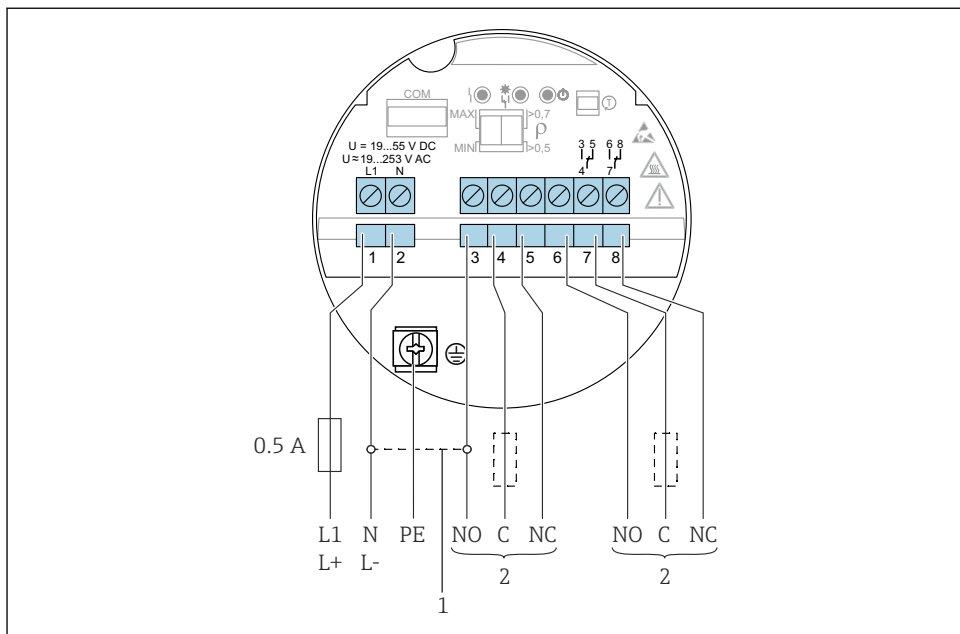 COM
MAX
>0,7
ρ
MIN
>0,5
T
U = 19...55 V DC
U ≈ 19...253 V AC
L1 N
3 5
4
6 8
7
1 2 3 4 5 6 7 8
0.5 A
L1 N PE NO C NC NO C NC
L+ L-
2 2
1